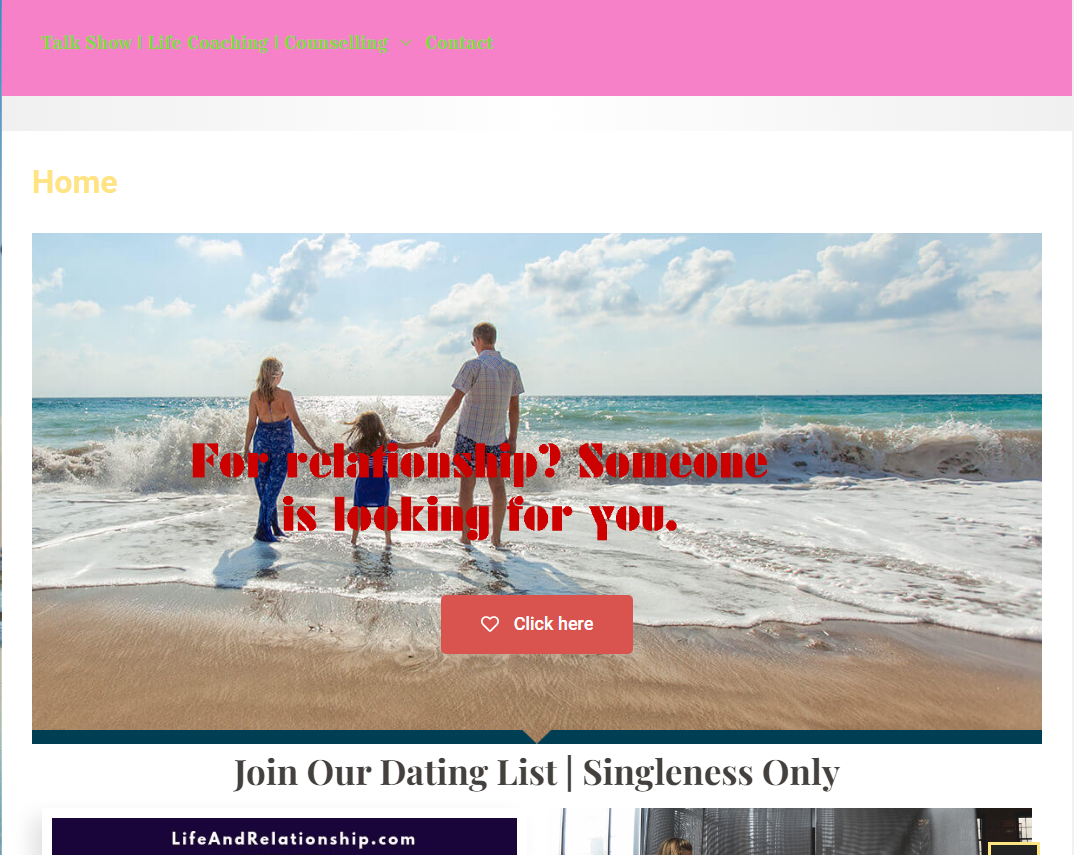 Talk Show | Life Coaching | Counselling Contact
Home
For relationship? Someone
is looking for you.
Click here
Join Our Dating List | Singleness Only
LifeAndRelationship.com